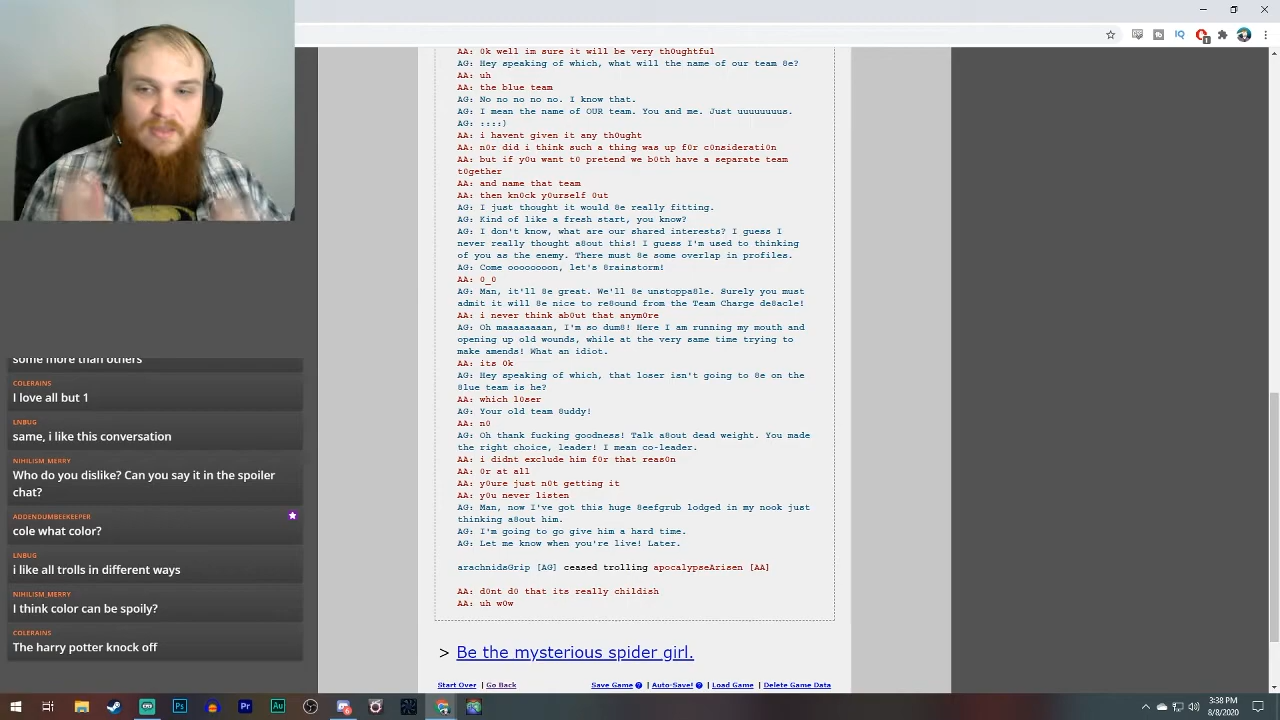 AA: 0k well im sure it will be very th0ughtful
AG: Hey speaking of which, what will the name of our team 8e?
AA: uh
AA: the blue team
AG: No no no no no. I know that.
AG: I mean the name of OUR team. You and me. Just uuuuuuuus.
AG: ::::)
AA: i havent given it any th0ught
AA: n0r did i think such a thing was up f0r c0nsiderati0n
AA: but if y0u want t0 pretend we b0th have a separate team
t0gether
AA: and name that team
AA: then kn0ck y0urself 0ut
AG: I just thought it would 8e really fitting.
AG: Kind of like a fresh start, you know?
AG: I don't know, what are our shared interests? I guess I
never really thought a8out this! I guess I'm used to thinking
of you as the enemy. There must 8e some overlap in profiles.
AG: Come oooooooon, let's 8rainstorm!
AA: 0_0
AG: Man, it'll 8e great. We'll 8e unstoppa8le. Surely you must
admit it will 8e nice to re8ound from the Team Charge de8acle!
AA: i never think ab0ut that anym0re
AG: Oh maaaaaaaan, I'm so dum8! Here I am running my mouth and
opening up old wounds, while at the very same time trying to
make amends! What an idiot.
AA: its 0k
AG: Hey speaking of which, that loser isn't going to 8e on the
8lue team is he?
AA: which l0ser
AG: Your old team 8uddy!
AA: n0
AG: Oh thank fucking goodness! Talk a8out dead weight. You made
the right choice, leader! I mean co-leader.
AA: i didnt exclude him f0r that reas0n
AA: 0r at all
AA: y0ure just n0t getting it
AA: y0u never listen
AG: Man, now I've got this huge 8eefgrub lodged in my nook just
thinking a8out him.
AG: I'm going to go give him a hard time.
AG: Let me know when you're live! Later.
arachnidsGrip [AG] ceased trolling apocalypseArisen [AA]
AA: d0nt d0 that its really childish
AA: uh w0w
> Be the mysterious spider girl.
Start Over | Go Back
Save Game ? | Auto-Save! ? | Load Game | Delete Game Data
some more than others
COLERAINS
I love all but 1
LNBUG
same, i like this conversation
NIHILISM_MERRY
Who do you dislike? Can you say it in the spoiler
chat?
ADDENDUMBEEKEEPER
cole what color?
LNBUG
i like all trolls in different ways
NIHILISM_MERRY
I think color can be spoily?
COLERAINS
The harry potter knock off
IQ
1
Ps
Pr
Au
3:38 PM
8/8/2020